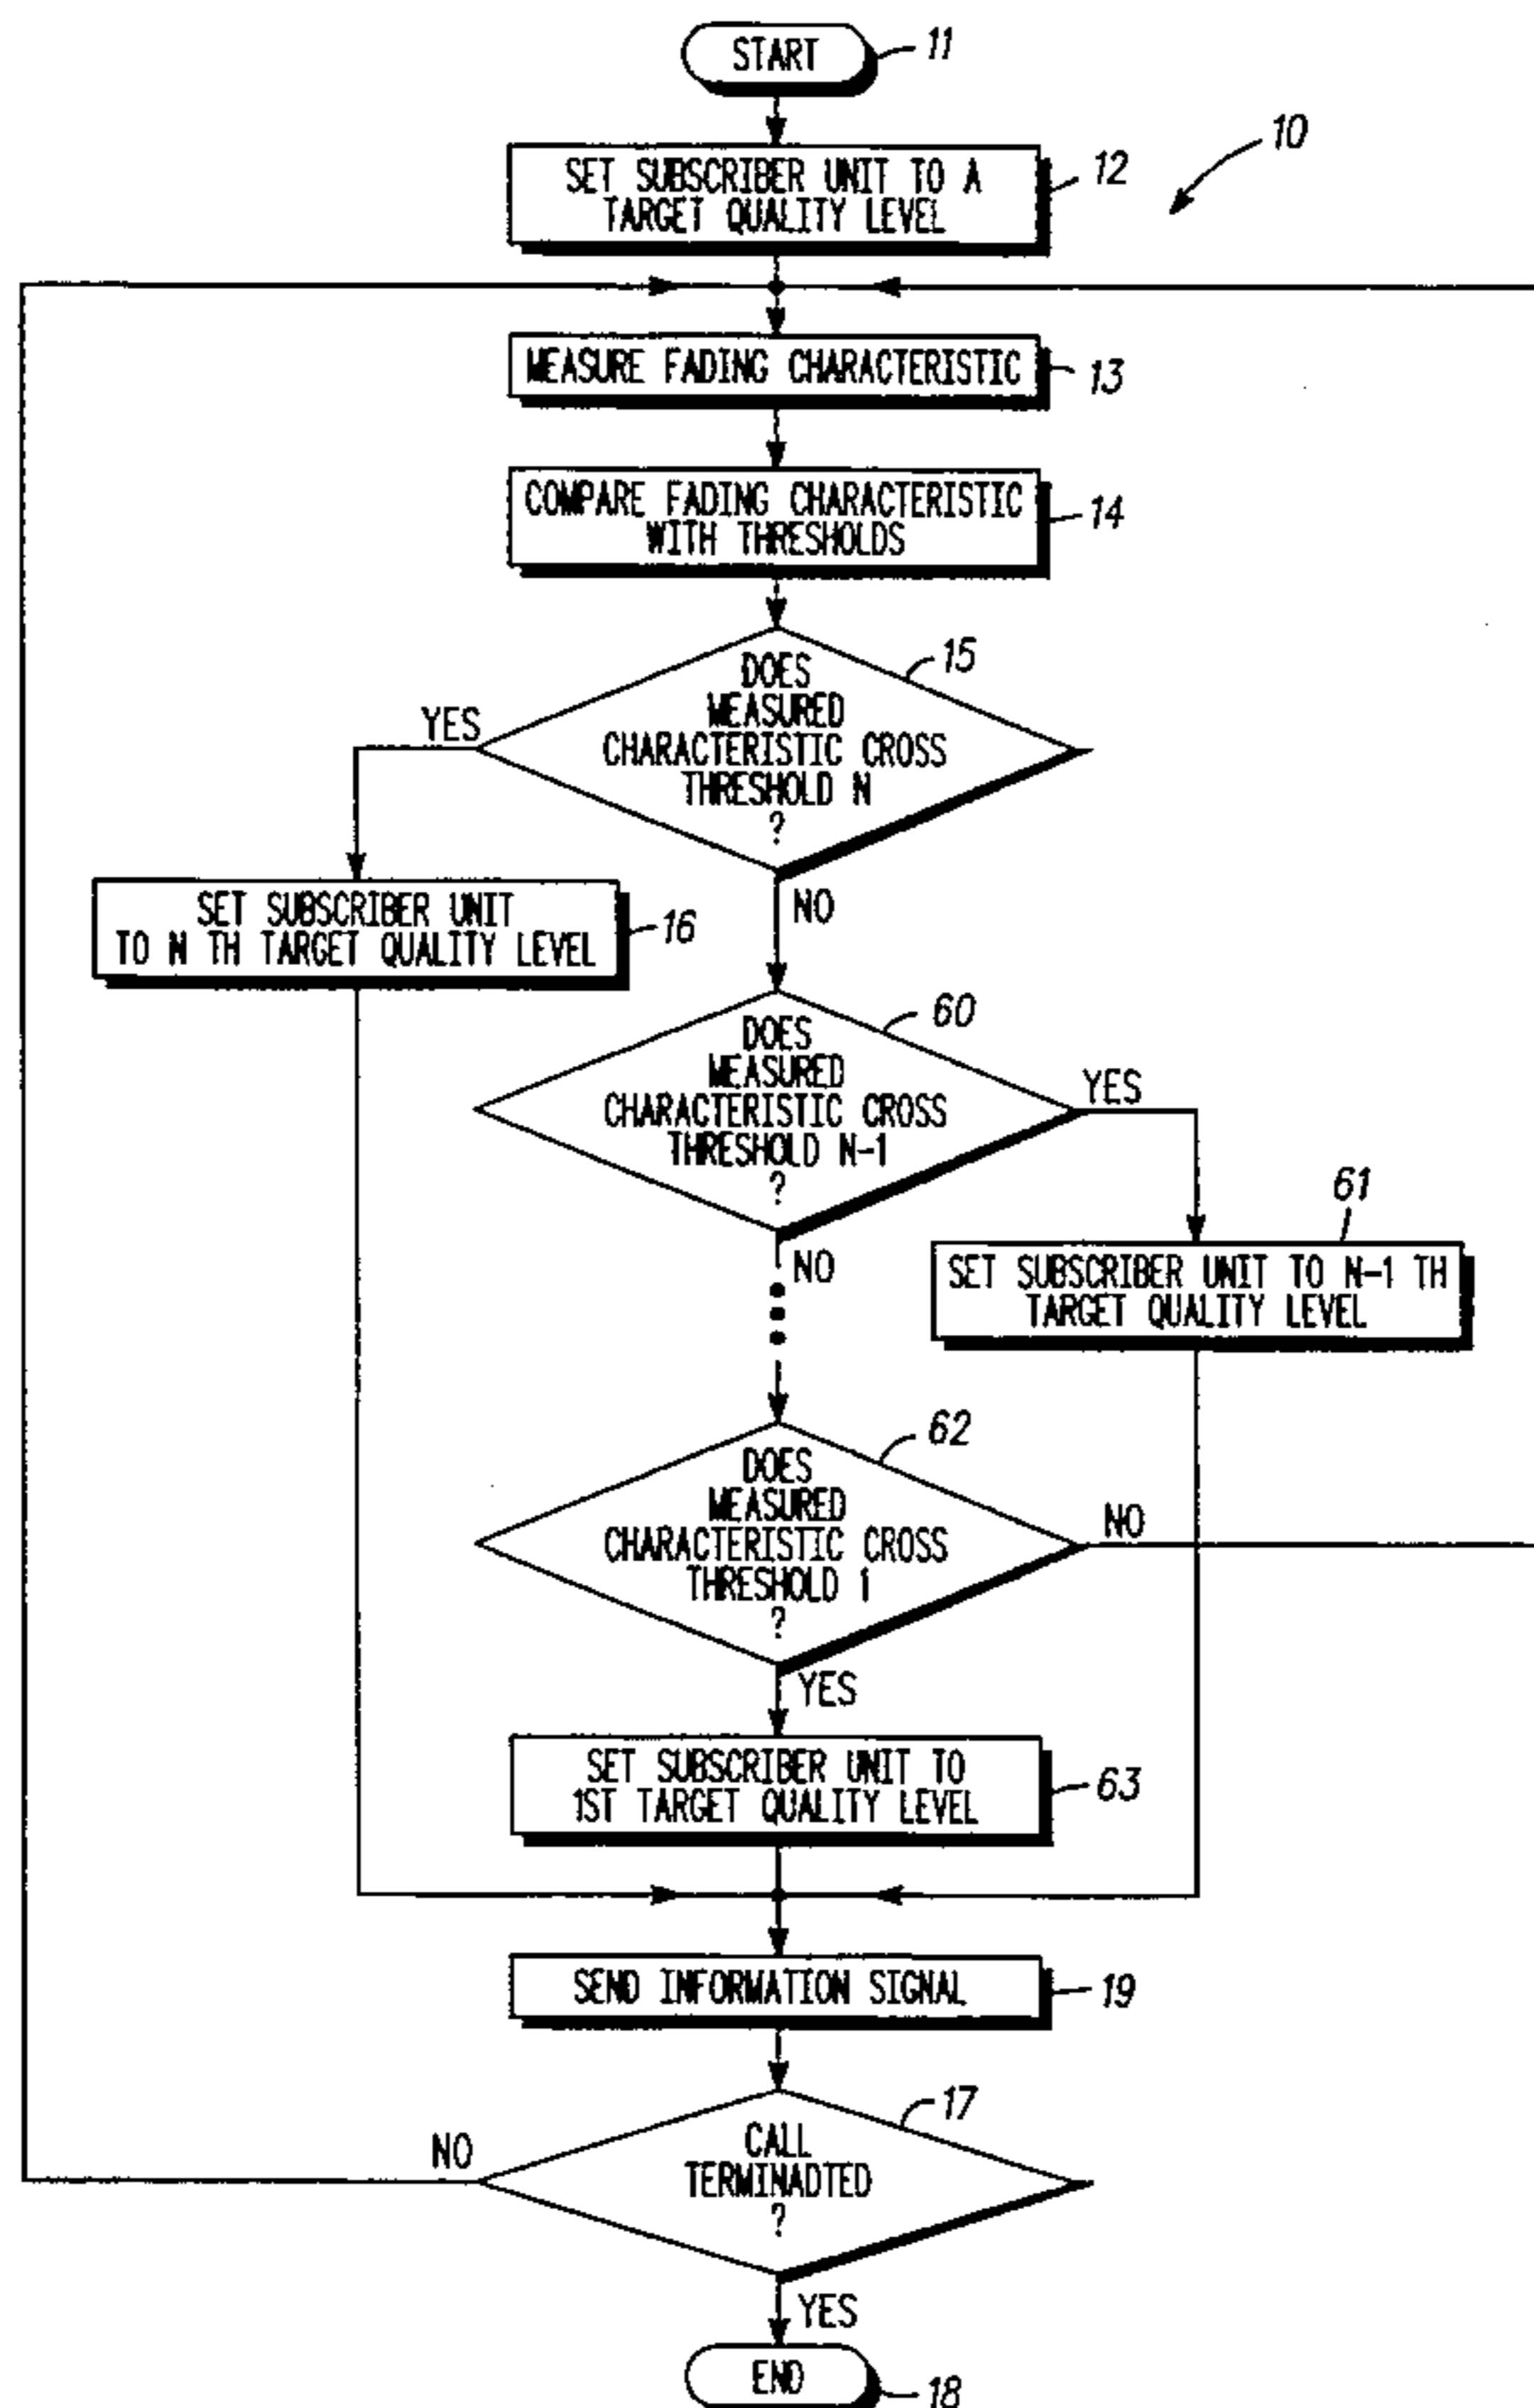 START
11
10
SET SUBSCRIBER UNIT TO A
TARGET QUALITY LEVEL
12
MEASURE FADING CHARACTERISTIC
13
COMPARE FADING CHARACTERISTIC
WITH THRESHOLDS
14
DOES
MEASURED
CHARACTERISTIC CROSS
THRESHOLD N
?
15
YES
NO
SET SUBSCRIBER UNIT
TO N TH TARGET QUALITY LEVEL
16
DOES
MEASURED
CHARACTERISTIC CROSS
THRESHOLD N-1
?
60
YES
NO
61
SET SUBSCRIBER UNIT TO N-1 TH
TARGET QUALITY LEVEL
DOES
MEASURED
CHARACTERISTIC CROSS
THRESHOLD 1
?
62
NO
YES
SET SUBSCRIBER UNIT TO
1ST TARGET QUALITY LEVEL
63
SEND INFORMATION SIGNAL
19
CALL
TERMINADTED
?
17
NO
YES
END
18